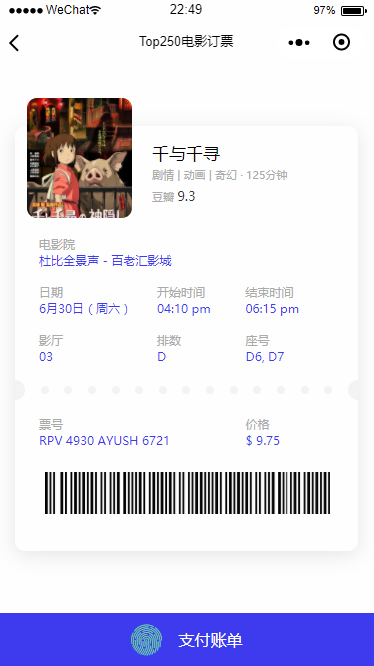 ●●●●● WeChat 22:49 97%
Top250电影订票
千与千寻
剧情 | 动画 | 奇幻 · 125分钟
豆瓣 9.3
电影院
杜比全景声 - 百老汇影城
日期 开始时间 结束时间
6月30日 ( 周六 ) 04:10 pm 06:15 pm
影厅 排数 座号
03 D D6, D7
票号 价格
RPV 4930 AYUSH 6721 $ 9.75
支付账单